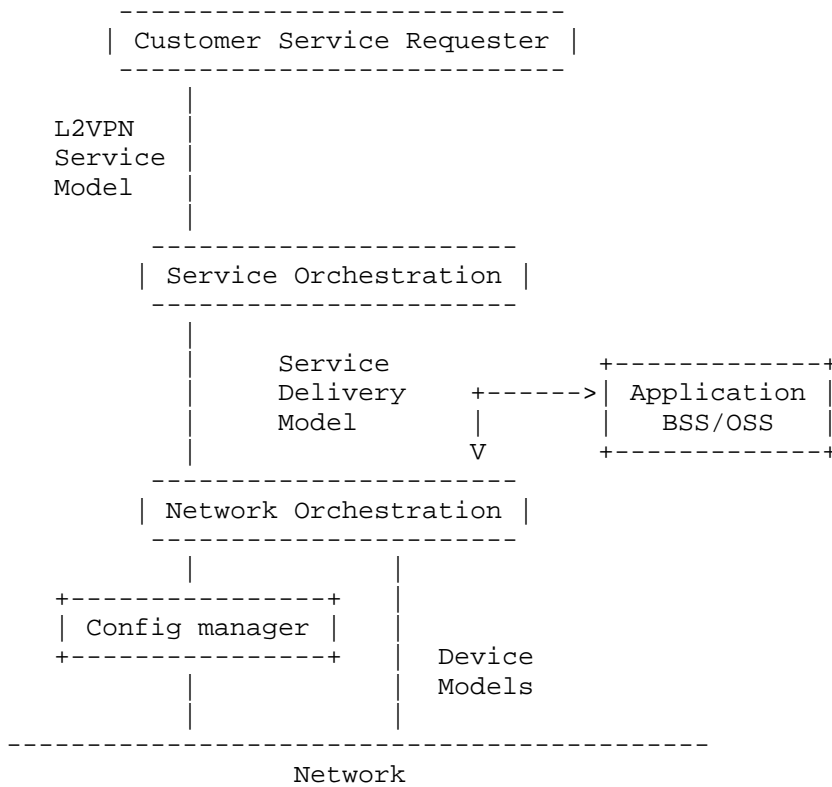 Customer Service Requester
L2VPN
Service
Model
Service Orchestration
Service
Delivery
Model
Application
BSS/OSS
V
Network Orchestration
Config manager
Device
Models
Network